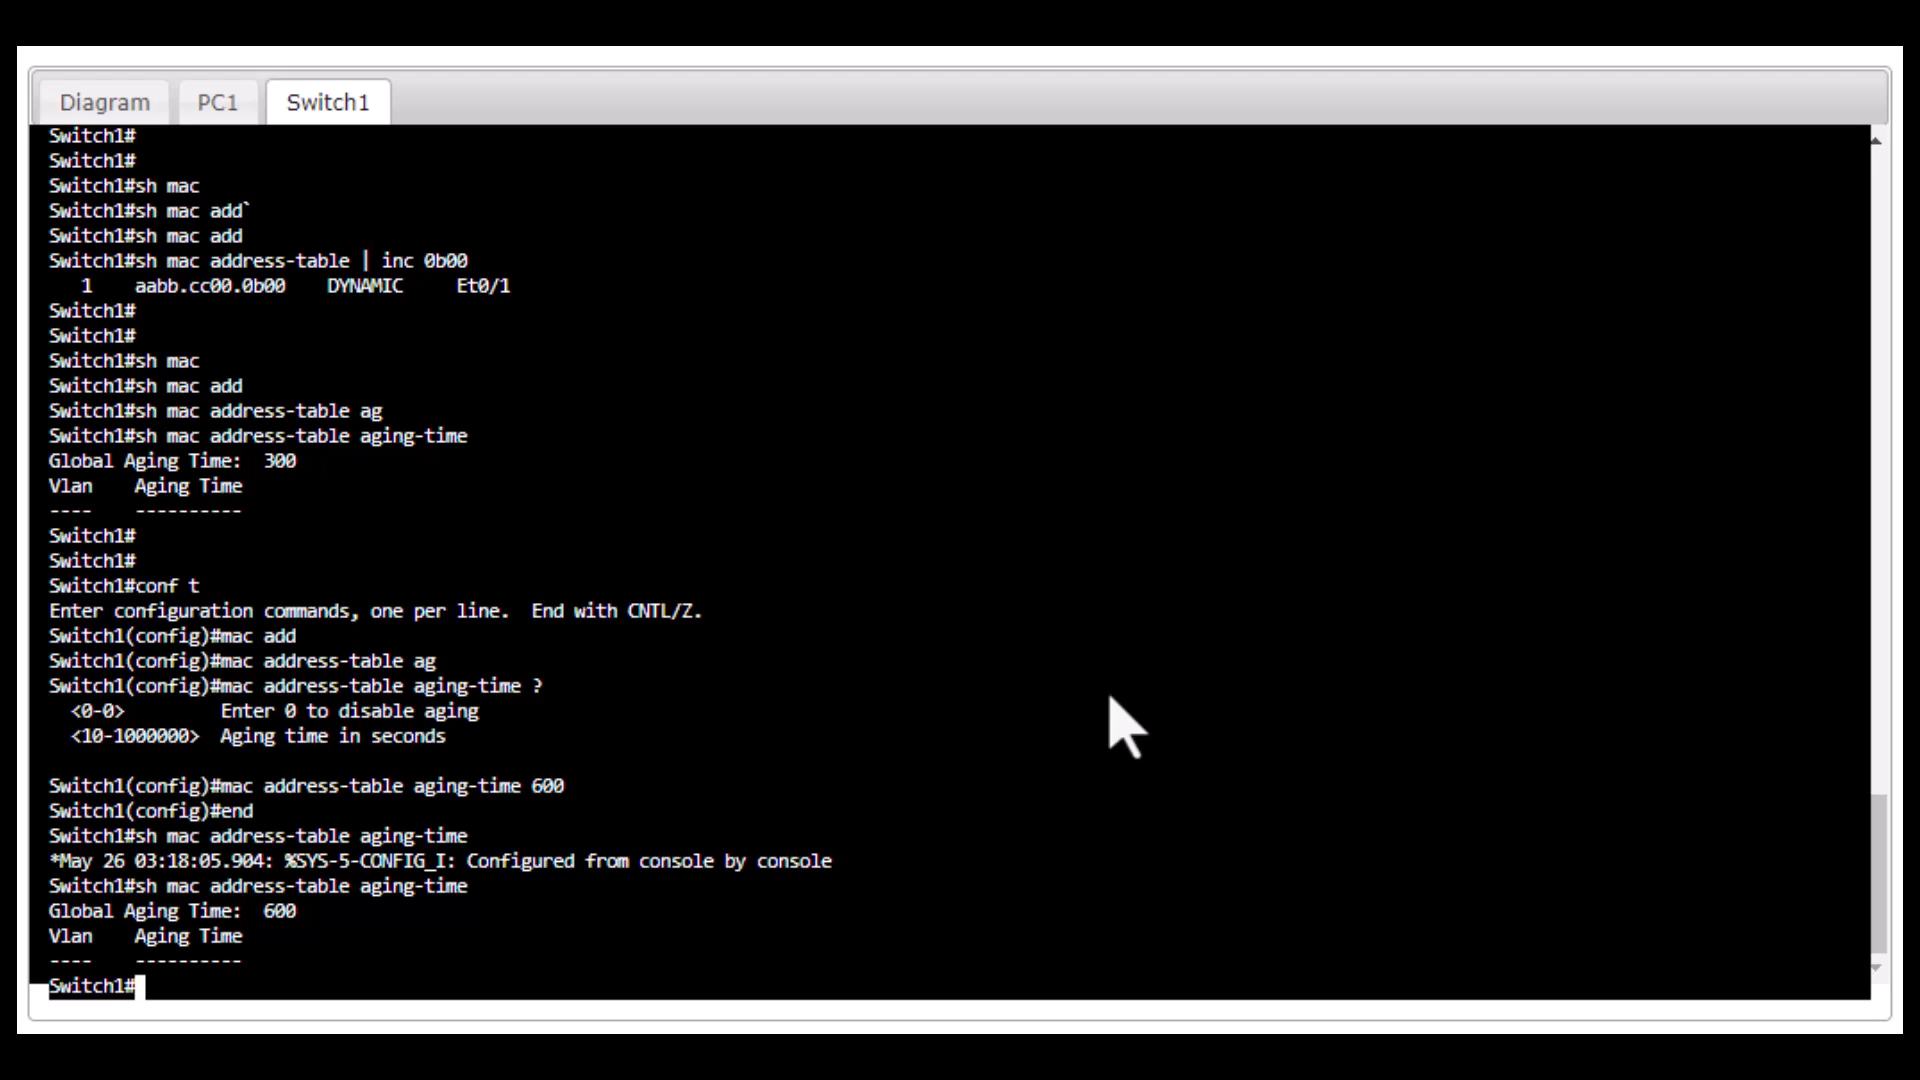 Diagram PC1 Switch1
Switch1#
Switch1#
Switch1#sh mac
Switch1#sh mac add`
Switch1#sh mac add
Switch1#sh mac address-table | inc 0b00
1 aabb.cc00.0b00 DYNAMIC Et0/1
Switch1#
Switch1#
Switch1#sh mac
Switch1#sh mac add
Switch1#sh mac address-table ag
Switch1#sh mac address-table aging-time
Global Aging Time: 300
Vlan Aging Time
---- ----------
Switch1#
Switch1#
Switch1#conf t
Enter configuration commands, one per line. End with CNTL/Z.
Switch1(config)#mac add
Switch1(config)#mac address-table ag
Switch1(config)#mac address-table aging-time ?
<0-0> Enter 0 to disable aging
<10-1000000> Aging time in seconds
Switch1(config)#mac address-table aging-time 600
Switch1(config)#end
Switch1#sh mac address-table aging-time
*May 26 03:18:05.904: %SYS-5-CONFIG_I: Configured from console by console
Switch1#sh mac address-table aging-time
Global Aging Time: 600
Vlan Aging Time
---- ----------
Switch1#